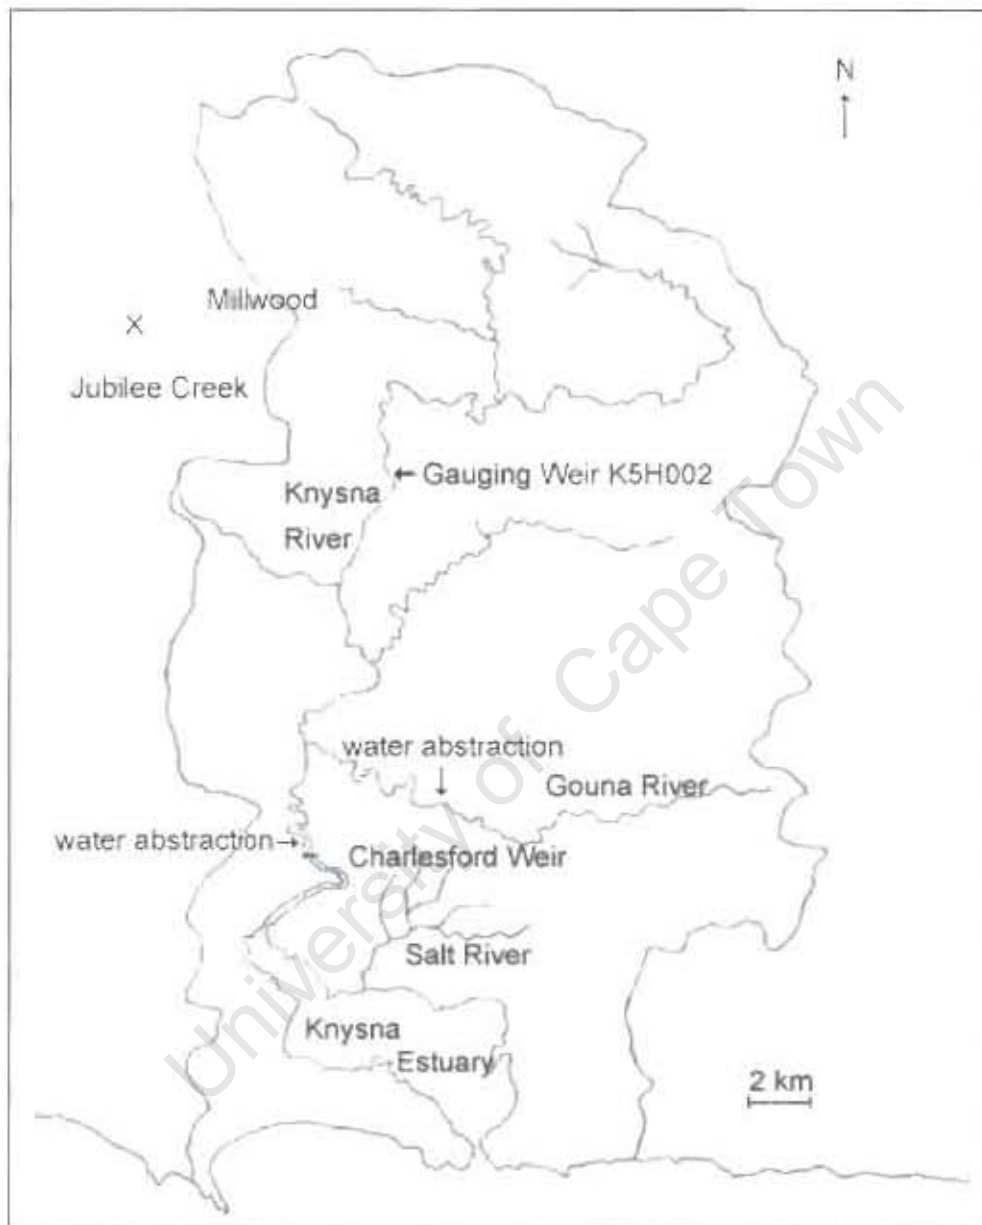 N
Millwood
X
Jubilee Creek
← Gauging Weir K5H002
Knysna
River
water abstraction
Gouna River
water abstraction→
Charlesford Weir
Salt River
Knysna
Estuary
2 km
University of Cape Town